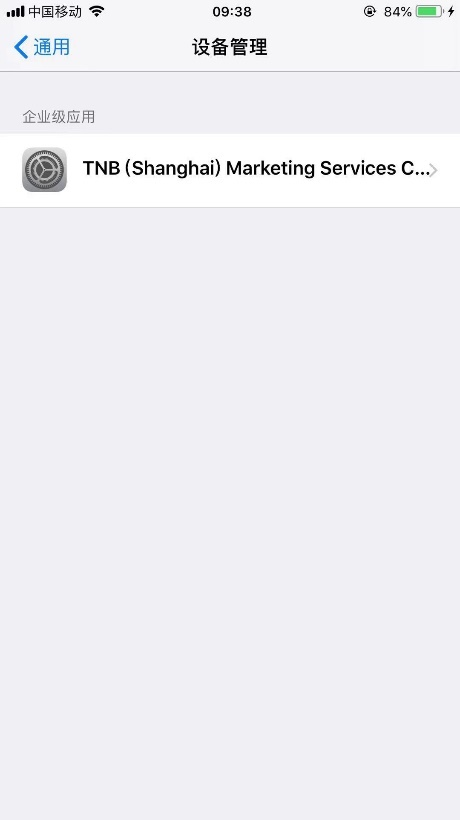 中国移动 09:38 84%
通用 设备管理
企业级应用
TNB (Shanghai) Marketing Services C...